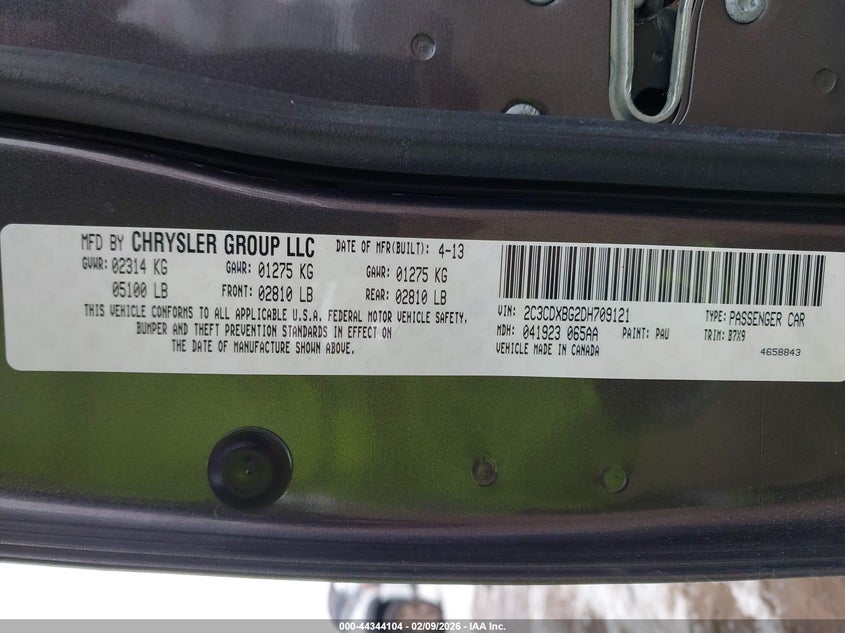 MFD BY CHRYSLER GROUP LLC DATE OF MFR(BUILT): 4-13
GVWR: 02314 KG GAWR: 01275 KG GAWR: 01275 KG
05100 LB FRONT: 02810 LB REAR: 02810 LB
THIS VEHICLE CONFORMS TO ALL APPLICABLE U.S.A. FEDERAL MOTOR VEHICLE SAFETY,
BUMPER AND THEFT PREVENTION STANDARDS IN EFFECT ON
THE DATE OF MANUFACTURE SHOWN ABOVE.
VIN: 2C3CDXBG2DH709121 TYPE: PASSENGER CAR
MDH: 041923 065AA PAINT: PAU TRIM: B7X9
VEHICLE MADE IN CANADA 4658843
000-44344104 - 02/09/2026 - IAA Inc.